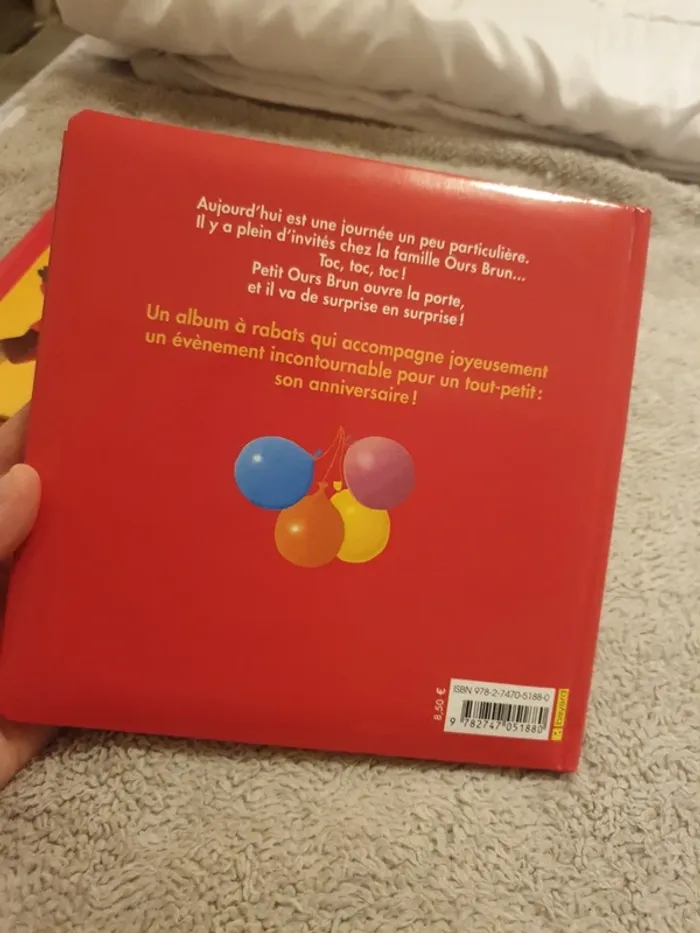 Aujourd'hui est une journée un peu particulière.
Il y a plein d'invités chez la famille Ours Brun...
Toc, toc, toc !
Petit Ours Brun ouvre la porte,
et il va de surprise en surprise !
Un album à rabats qui accompagne joyeusement
un évènement incontournable pour un tout-petit :
son anniversaire !
8,50 €
ISBN 978-2-7470-5188-0
9 782747 051880
bayard